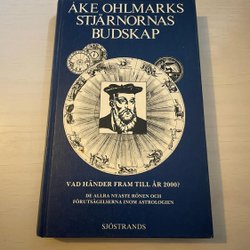 ÅKE OHLMARKS
STJÄRNORNAS
BUDSKAP
VAD HÄNDER FRAM TILL ÅR 2000?
DE ALLRA NYASTE RÖNEN OCH
FÖRUTSÄGELSERNA INOM ASTROLOGIEN
SJÖSTRANDS